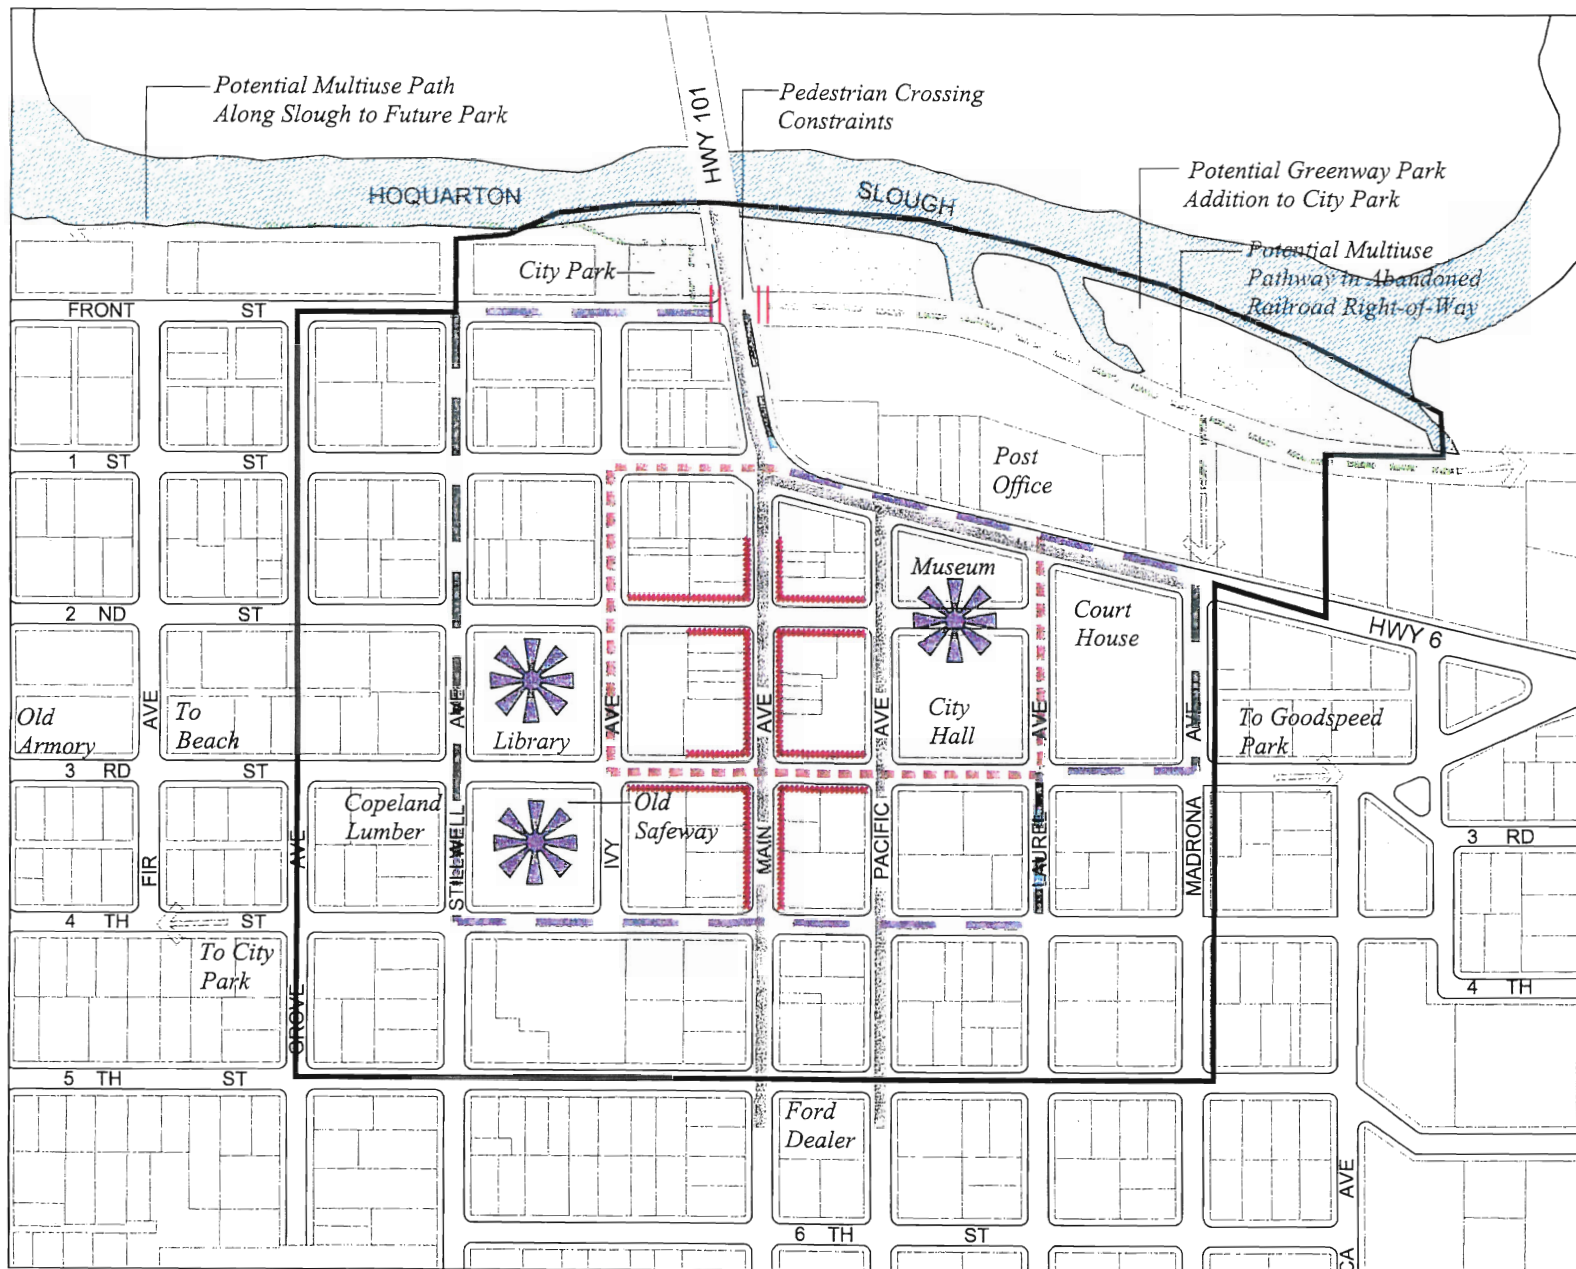 Potential Multiuse Path
Along Slough to Future Park
HWY 101
Pedestrian Crossing
Constraints
Potential Greenway Park
Addition to City Park
HOQUARTON
SLOUGH
Potential Multiuse
Pathway in Abandoned
Railroad Right-of-Way
City Park
FRONT ST
1 ST ST
Post
Office
Museum
2 ND ST
Court
House
HWY 6
Old
Armory
AVE
To
Beach
AVE
Library
AVE
AVE
AVE
City
Hall
AVE
AVE
To Goodspeed
Park
3 RD ST
Copeland
Lumber
Old
Safeway
FIR
AVE
STILLWELL
IVY
MAIN
PACIFIC
LAUREL
MADRONA
3 RD
4 TH ST
To City
Park
GROVE
4 TH
5 TH ST
Ford
Dealer
AVE
6 TH ST
CA